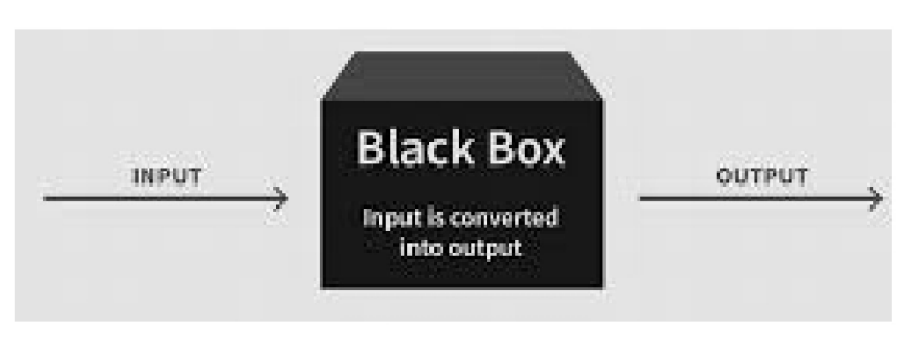 INPUT
Black Box
Input is converted
into output
OUTPUT